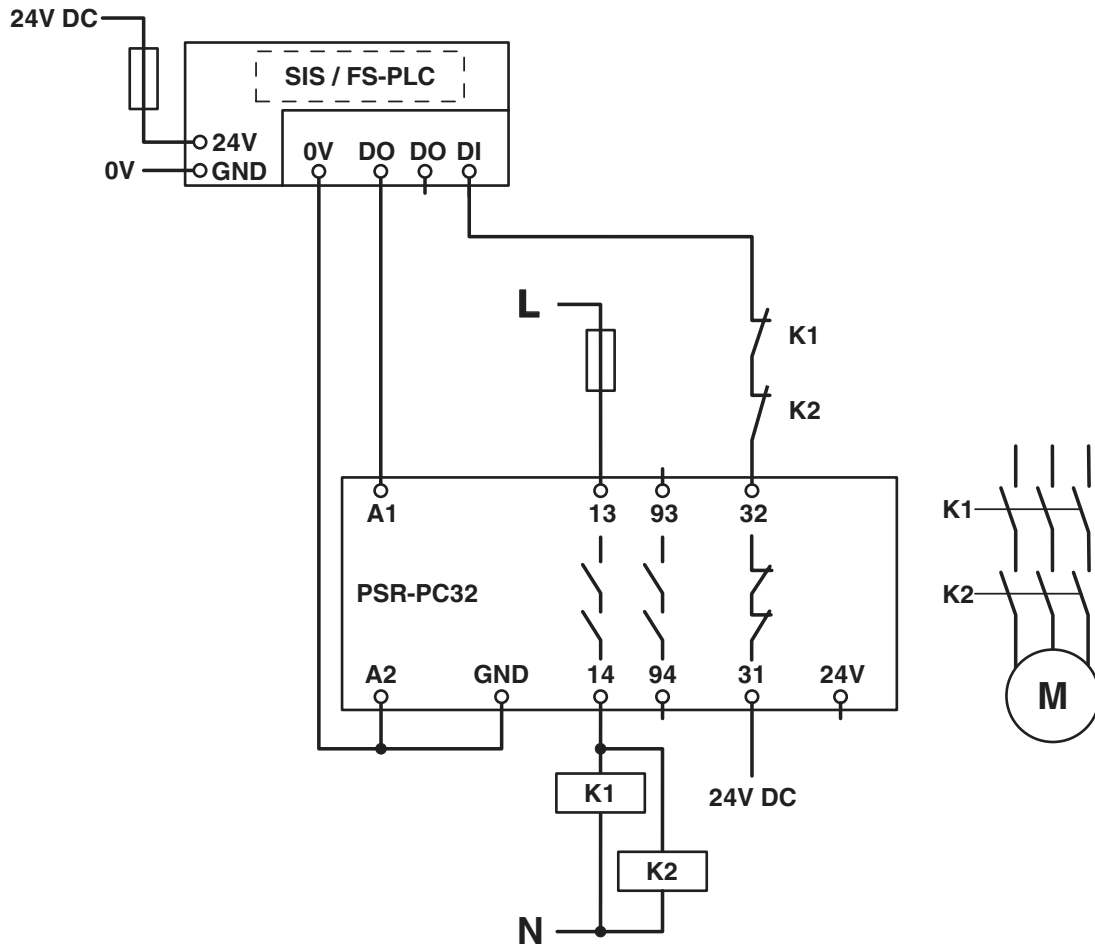 24V DC
SIS / FS-PLC
24V
0V DO DO DI
0V
GND
L
K1
K2
A1 13 93 32
K1
PSR-PC32
K2
A2 GND 14 94 31 24V
M
K1
24V DC
K2
N